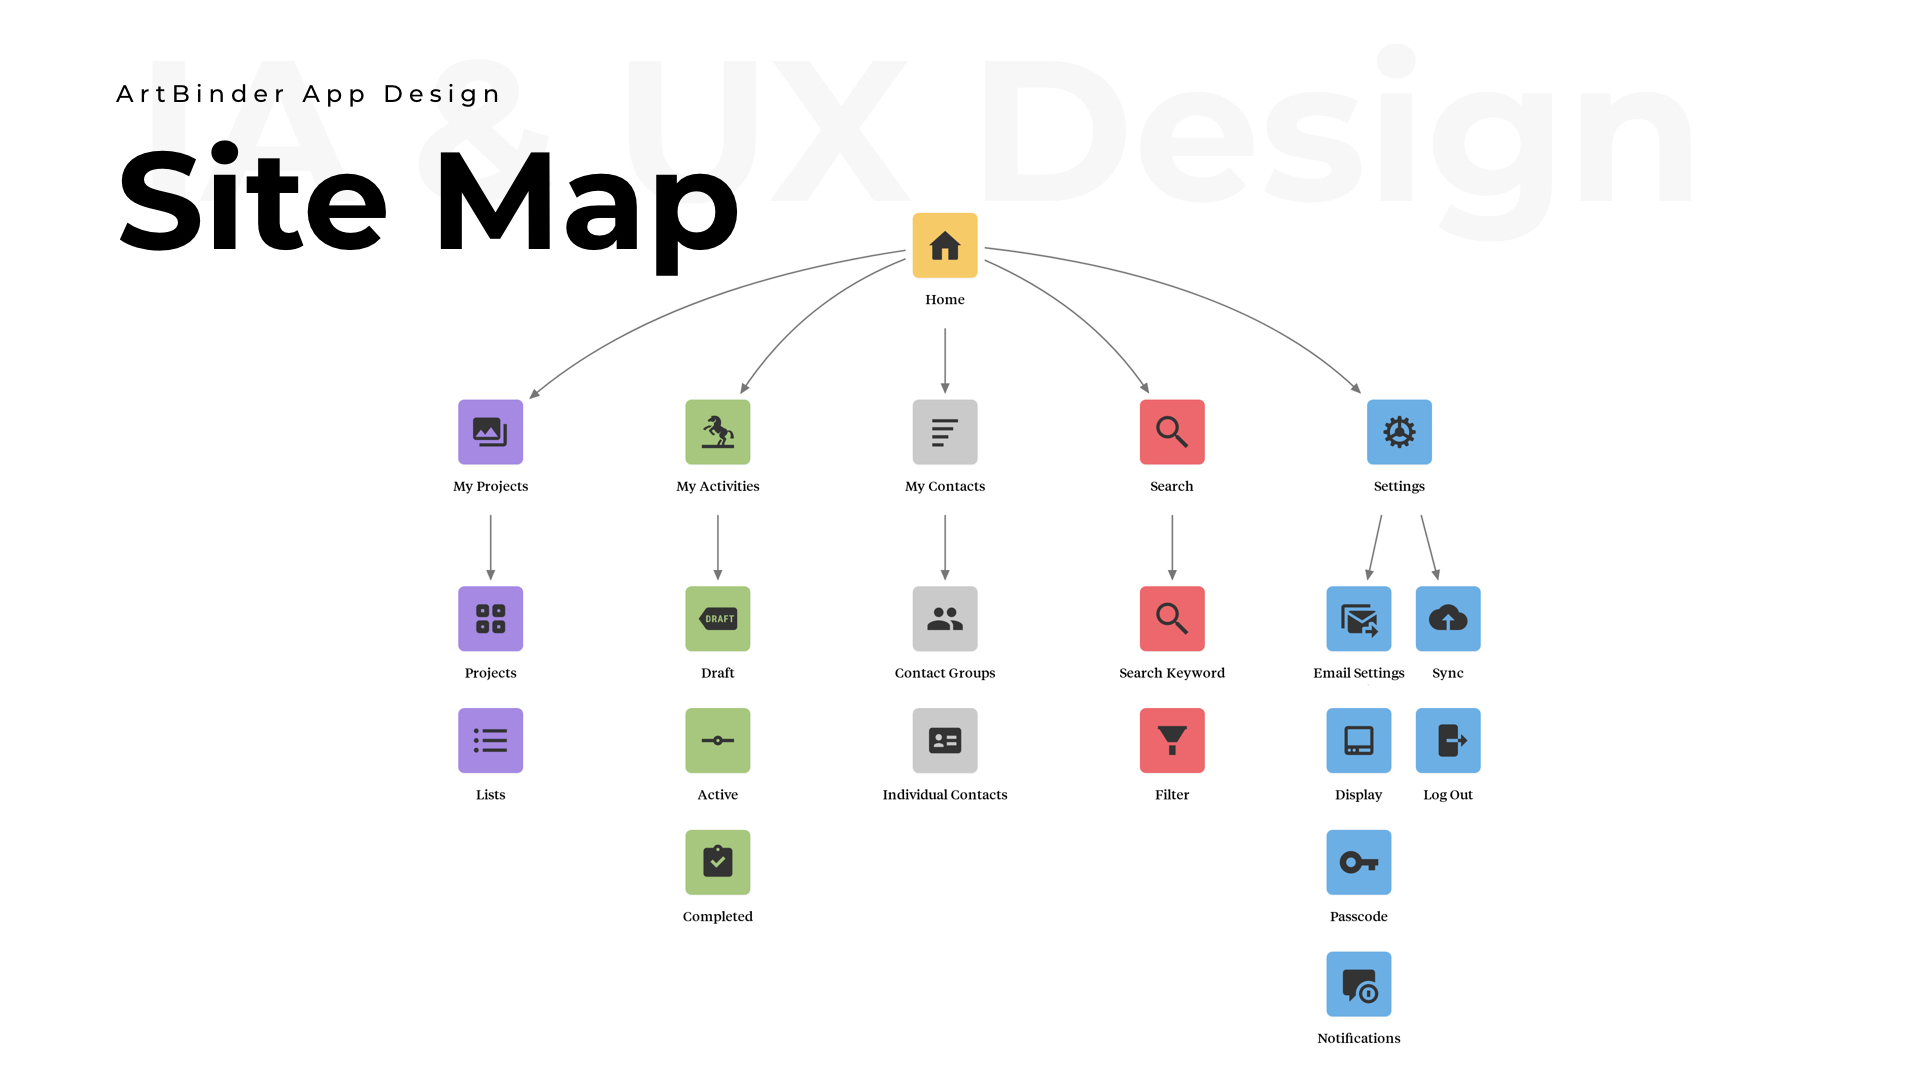 IA & UX Design
ArtBinder App Design
Site Map
Home
My Projects
My Activities
My Contacts
Search
Settings
DRAFT
Projects
Draft
Contact Groups
Search Keyword
Email Settings
Sync
Lists
Active
Individual Contacts
Filter
Display
Log Out
Completed
Passcode
Notifications